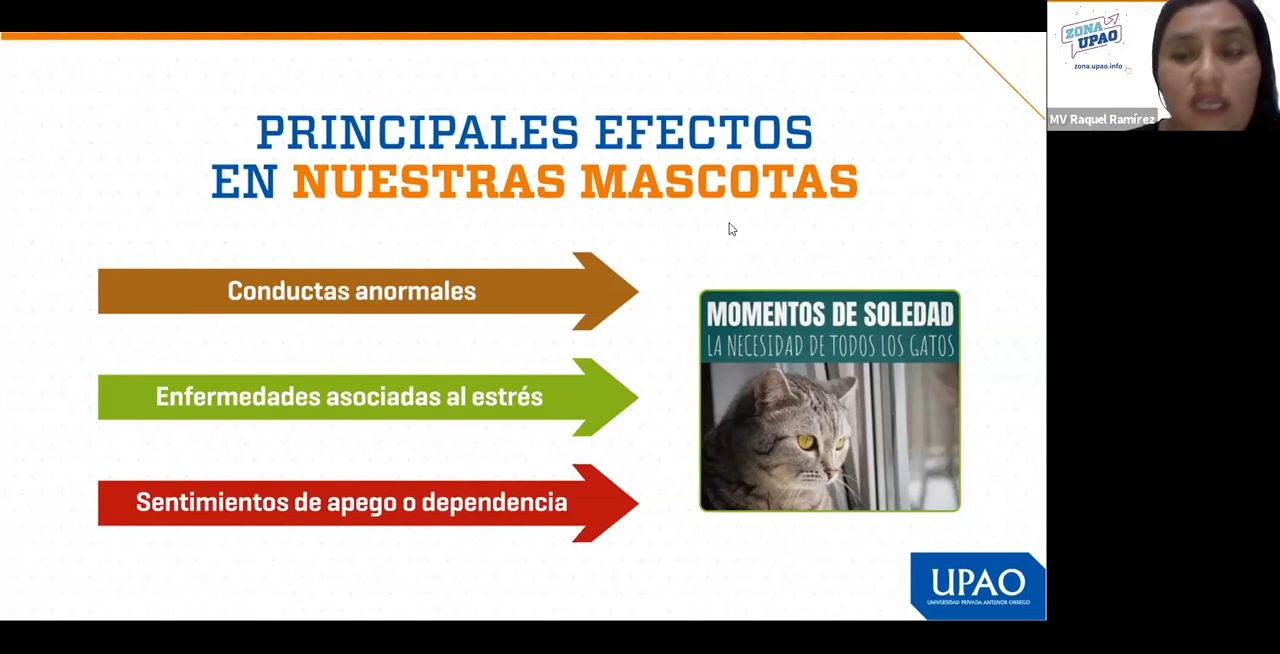 PRINCIPALES EFECTOS
EN NUESTRAS MASCOTAS
Conductas anormales
Enfermedades asociadas al estrés
Sentimientos de apego o dependencia
MOMENTOS DE SOLEDAD
LA NECESIDAD DE TODOS LOS GATOS
UPAO
UNIVERSIDAD PRIVADA ANTENOR ORREGO
ZONA
UPAO
zona.upao.info
MV Raquel Ramírez